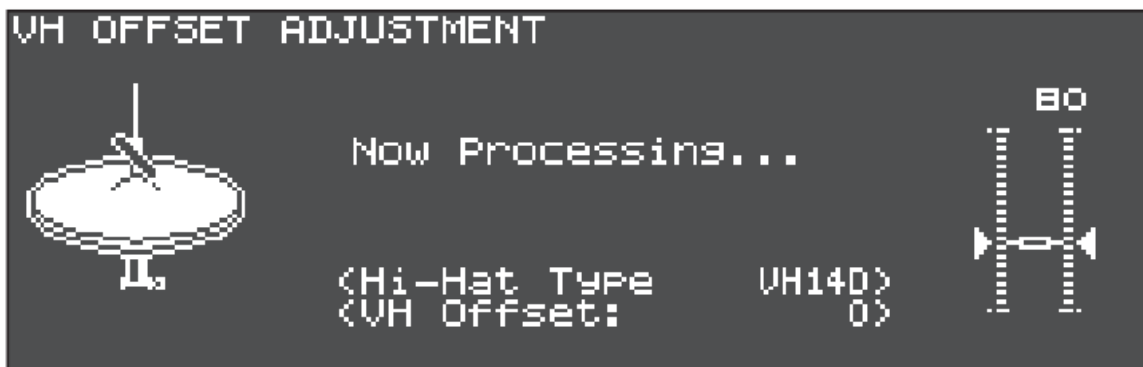 VH OFFSET ADJUSTMENT
80
Now Processing...
<Hi-Hat Type VH14D>
<VH Offset: 0>